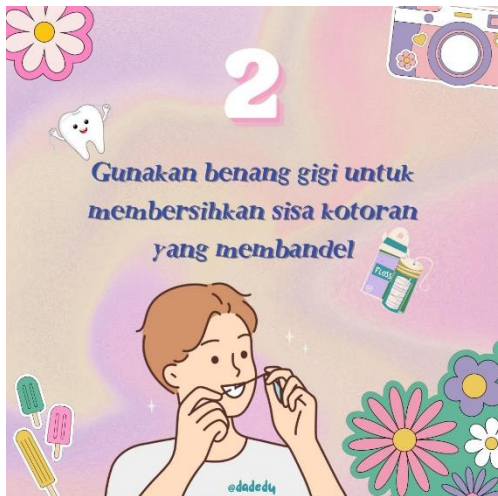 2
Gunakan benang gigi untuk
membersihkan sisa kotoran
yang membandel
FLOSS
@dadedy